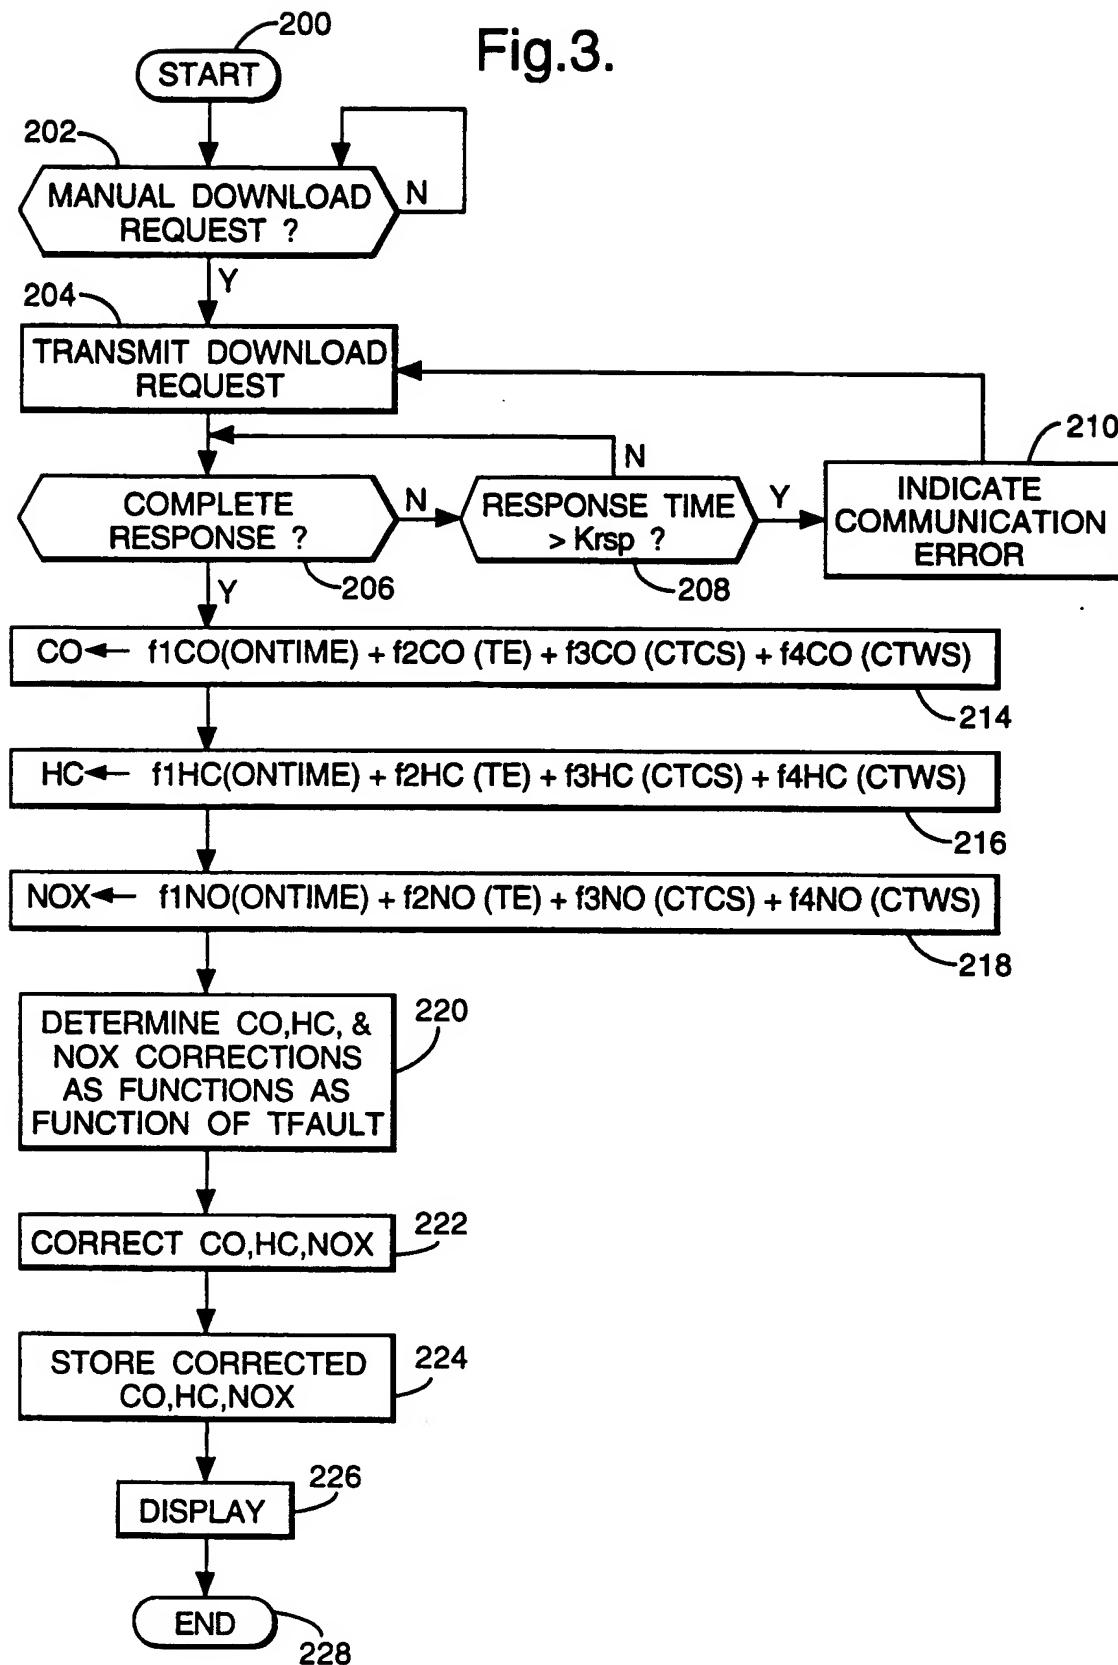 Fig.3.
200
START
202
MANUAL DOWNLOAD
REQUEST ?
N
Y
204
TRANSMIT DOWNLOAD
REQUEST
COMPLETE
RESPONSE ?
206
N
Y
RESPONSE TIME
> Krsp ?
208
N
Y
210
INDICATE
COMMUNICATION
ERROR
CO ← f1CO(ONTIME) + f2CO (TE) + f3CO (CTCS) + f4CO (CTWS)
214
HC ← f1HC(ONTIME) + f2HC (TE) + f3HC (CTCS) + f4HC (CTWS)
216
NOX ← f1NO(ONTIME) + f2NO (TE) + f3NO (CTCS) + f4NO (CTWS)
218
DETERMINE CO,HC, &
NOX CORRECTIONS
AS FUNCTIONS AS
FUNCTION OF TFAULT
220
CORRECT CO,HC,NOX
222
STORE CORRECTED
CO,HC,NOX
224
DISPLAY
226
END
228